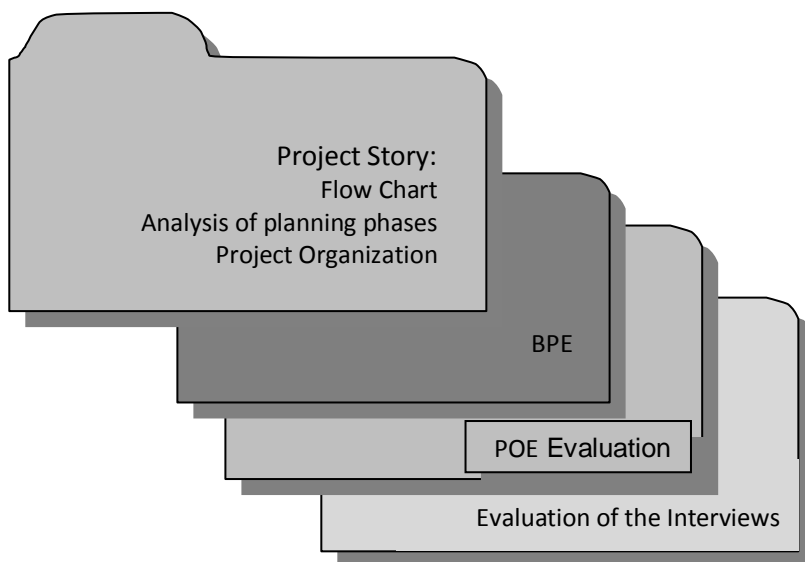 Project Story:
Flow Chart
Analysis of planning phases
Project Organization
BPE
POE Evaluation
Evaluation of the Interviews